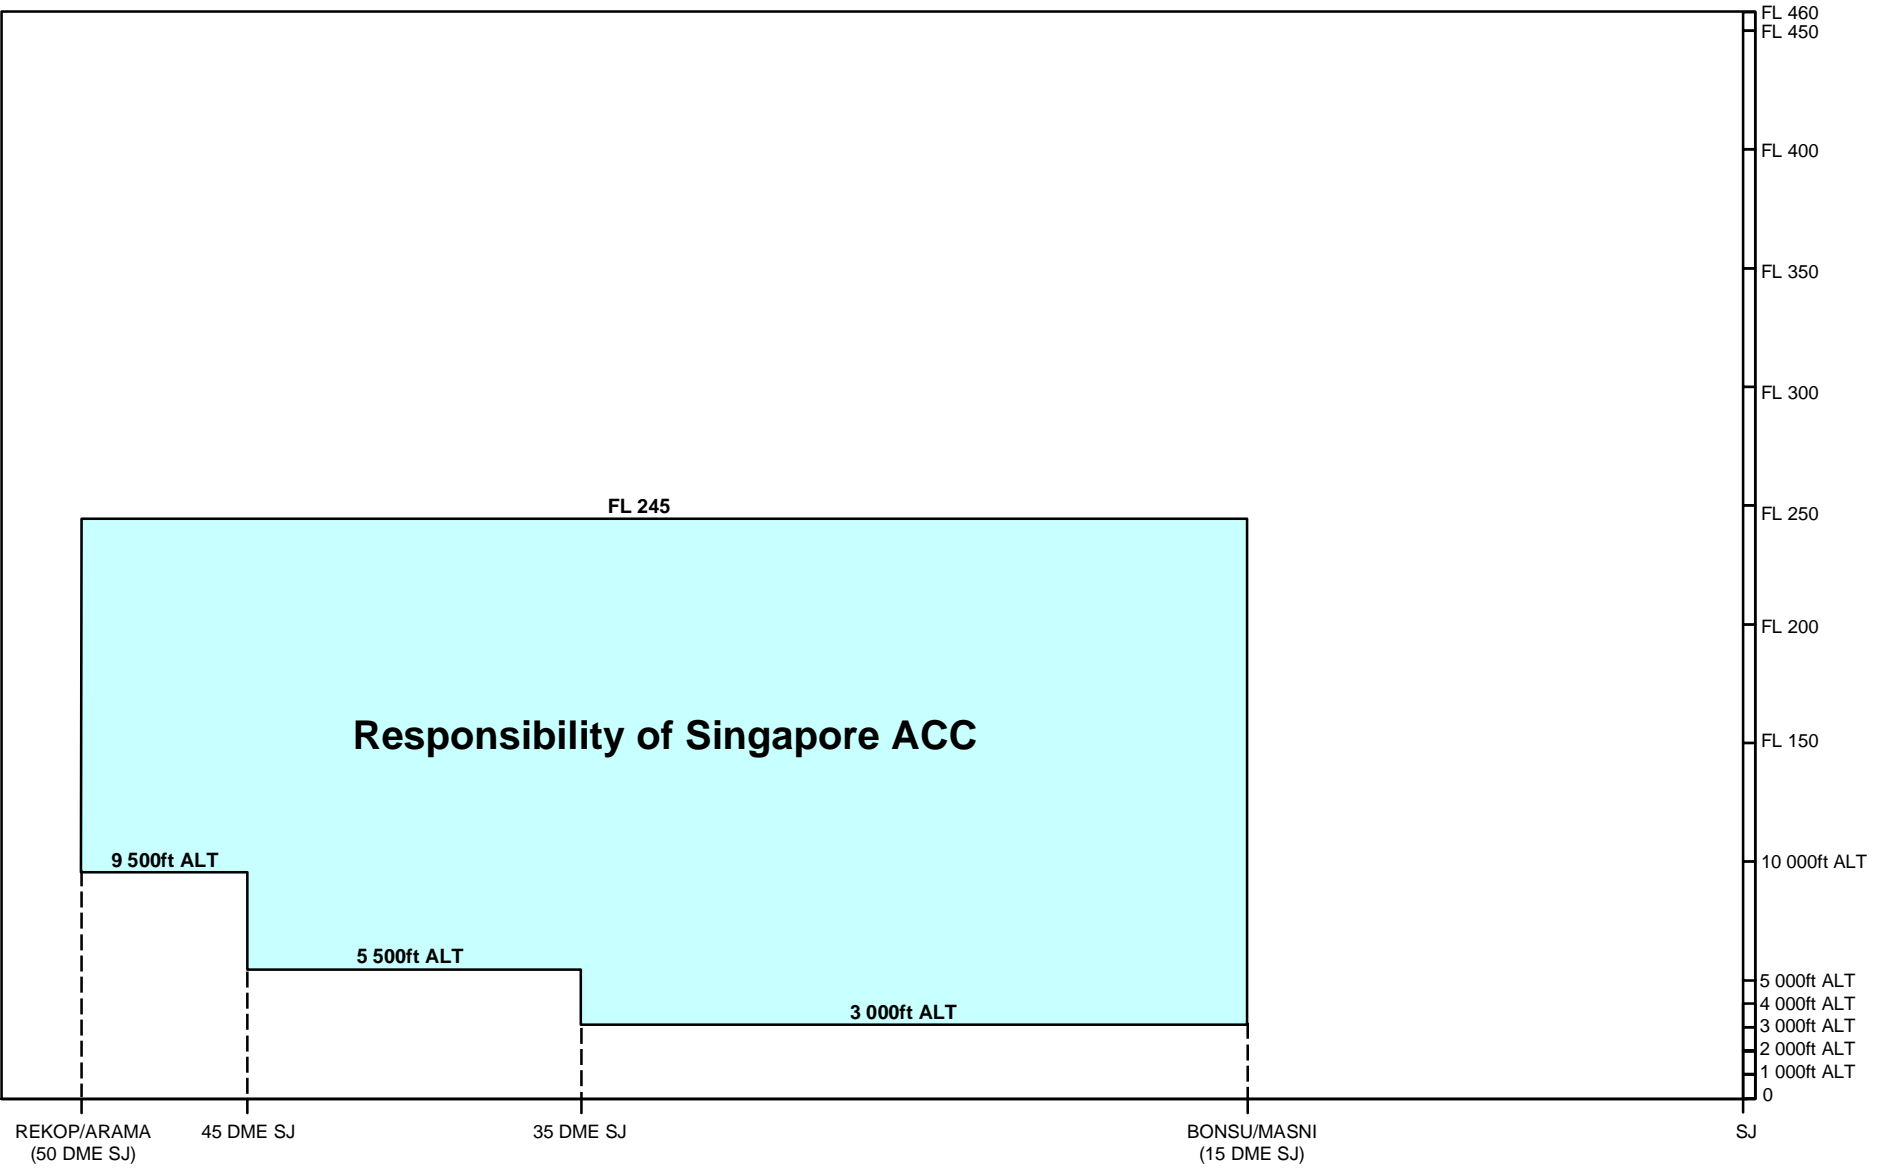 FL 460
FL 450
FL 400
FL 350
FL 300
FL 245
FL 250
FL 200
Responsibility of Singapore ACC
FL 150
9 500ft ALT
10 000ft ALT
5 500ft ALT
5 000ft ALT
4 000ft ALT
3 000ft ALT
3 000ft ALT
2 000ft ALT
1 000ft ALT
0
REKOP/ARAMA
(50 DME SJ)
45 DME SJ
35 DME SJ
BONSU/MASNI
(15 DME SJ)
SJ